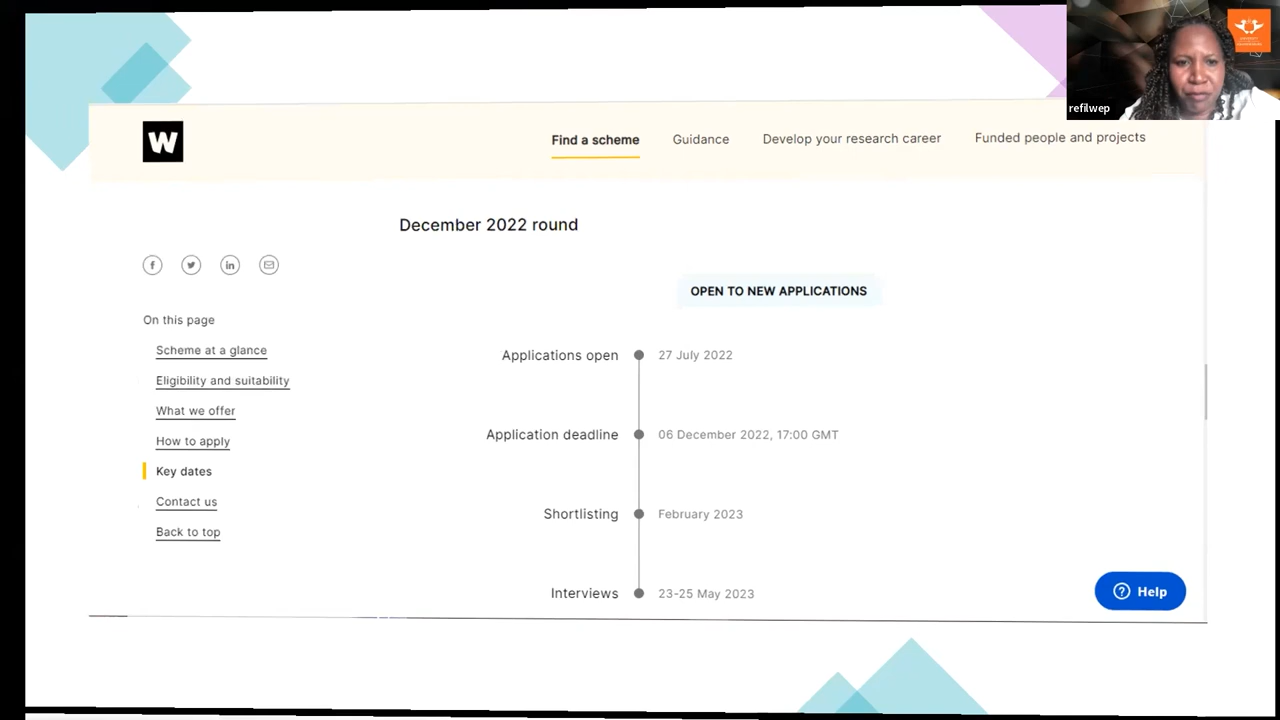 refilwep
W
Find a scheme
Guidance
Develop your research career
Funded people and projects
December 2022 round
OPEN TO NEW APPLICATIONS
On this page
Scheme at a glance
Eligibility and suitability
What we offer
How to apply
Key dates
Contact us
Back to top
Applications open
27 July 2022
Application deadline
06 December 2022, 17:00 GMT
Shortlisting
February 2023
Interviews
23-25 May 2023
Help